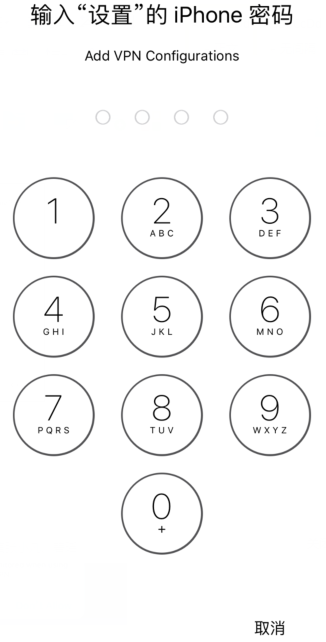 输入“设置”的 iPhone 密码
Add VPN Configurations
1
2
ABC
3
DEF
4
GHI
5
JKL
6
MNO
7
PQRS
8
TUV
9
WXYZ
0
+
取消